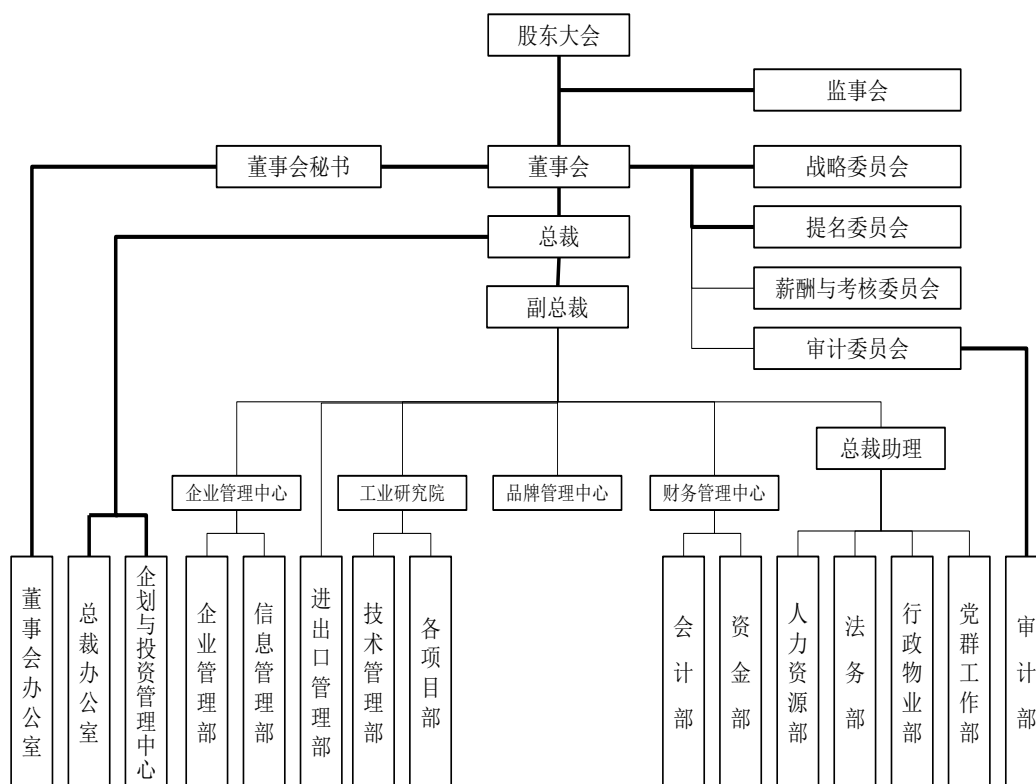 股东大会
监事会
董事会秘书
董事会
战略委员会
总裁
提名委员会
薪酬与考核委员会
副总裁
审计委员会
总裁助理
企业管理中心
工业研究院
品牌管理中心
财务管理中心
董事会办公室
总裁办公室
企划与投资管理中心
企业管理部
信息管理部
进出口管理部
技术管理部
各项目部
会计部
资金部
人力资源部
法务部
行政物业部
党群工作部
审计部